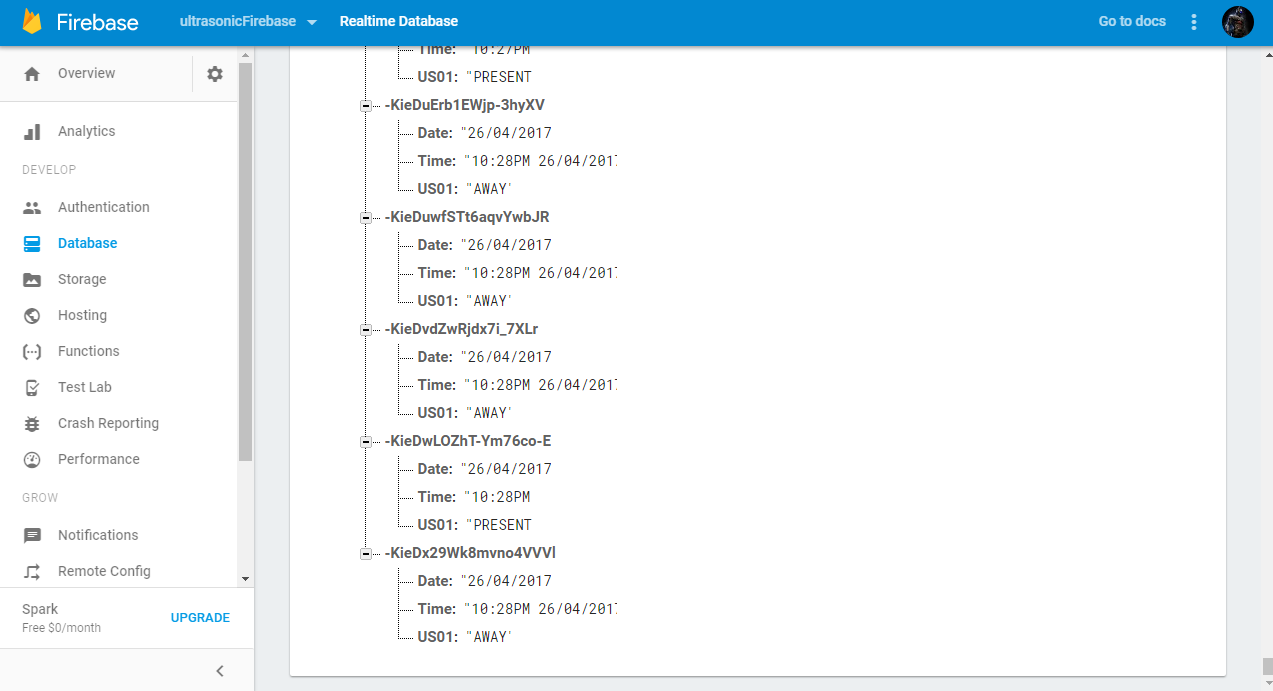 Firebase
ultrasonicFirebase
Realtime Database
Go to docs
Overview
Analytics
DEVELOP
Authentication
Database
Storage
Hosting
Functions
Test Lab
Crash Reporting
Performance
GROW
Notifications
Remote Config
Spark
Free $0/month
UPGRADE
Time: "10:27PM
US01: "PRESENT
-KieDuErb1EWjp-3hyXV
Date: "26/04/2017
Time: "10:28PM 26/04/2017
US01: "AWAY"
-KieDuwfSTt6aqvYwbJR
Date: "26/04/2017
Time: "10:28PM 26/04/2017
US01: "AWAY"
-KieDvdZwRjdx7i_7XLr
Date: "26/04/2017
Time: "10:28PM 26/04/2017
US01: "AWAY"
-KieDwLOZhT-Ym76co-E
Date: "26/04/2017
Time: "10:28PM
US01: "PRESENT
-KieDx29Wk8mvno4VVVl
Date: "26/04/2017
Time: "10:28PM 26/04/2017
US01: "AWAY"